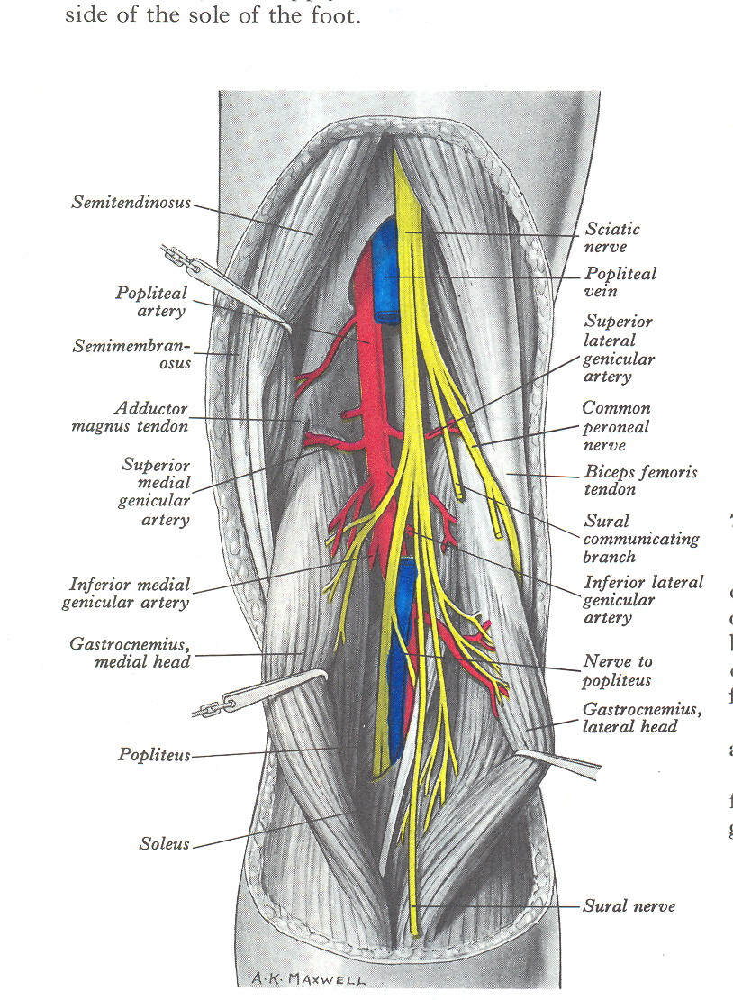 side of the sole of the foot.
Semitendinosus
Popliteal
artery
Semimembran-
osus
Adductor
magnus tendon
Superior
medial
genicular
artery
Inferior medial
genicular artery
Gastrocnemius,
medial head
Popliteus
Soleus
Sciatic
nerve
Popliteal
vein
Superior
lateral
genicular
artery
Common
peroneal
nerve
Biceps femoris
tendon
Sural
communicating
branch
Inferior lateral
genicular
artery
Nerve to
popliteus
Gastrocnemius,
lateral head
Sural nerve
A.K. MAXWELL